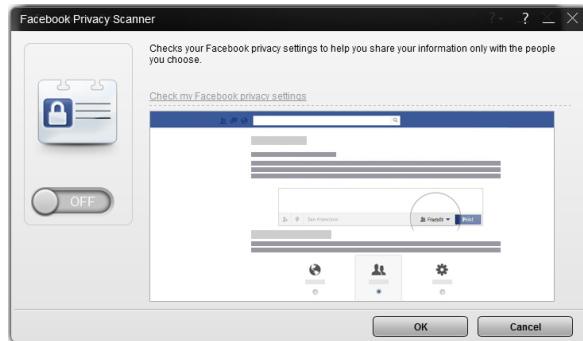 Facebook Privacy Scanner
? ?
Checks your Facebook privacy settings to help you share your information only with the people
you choose.
Check my Facebook privacy settings
OFF
San Francisco
Friends
OK
Cancel